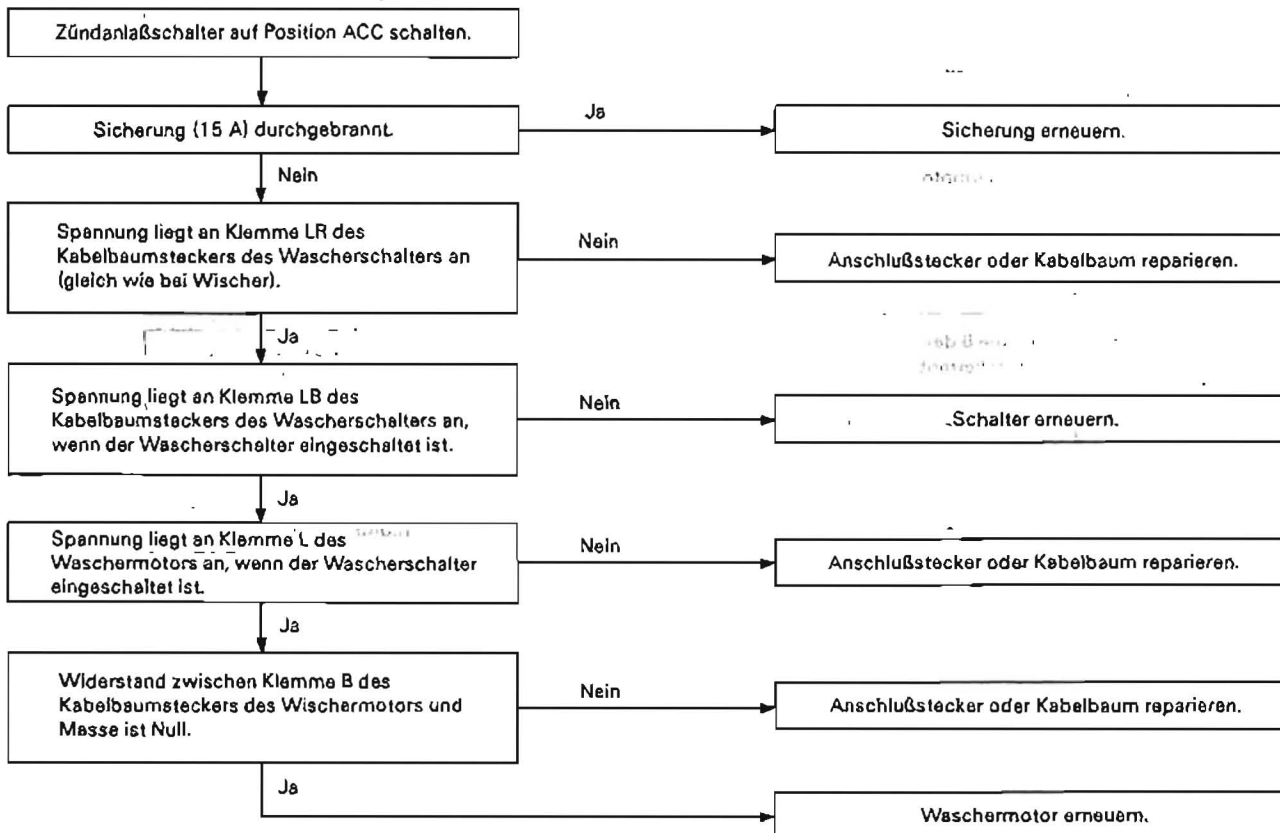 Zündanlaßschalter auf Position ACC schalten.
Sicherung (15 A) durchgebrannt.
Ja
Sicherung erneuern.
Nein
Spannung liegt an Klemme LR des
Kabelbaumsteckers des Wascherschalters an
(gleich wie bei Wischer).
Nein
Anschlußstecker oder Kabelbaum reparieren.
Ja
Spannung liegt an Klemme LB des
Kabelbaumsteckers des Wascherschalters an,
wenn der Wascherschalter eingeschaltet ist.
Nein
Schalter erneuern.
Ja
Spannung liegt an Klemme L des
Waschermotors an, wenn der Wascherschalter
eingeschaltet ist.
Nein
Anschlußstecker oder Kabelbaum reparieren.
Ja
Widerstand zwischen Klemme B des
Kabelbaumsteckers des Wischermotors und
Masse ist Null.
Nein
Anschlußstecker oder Kabelbaum reparieren.
Ja
Waschermotor erneuern.